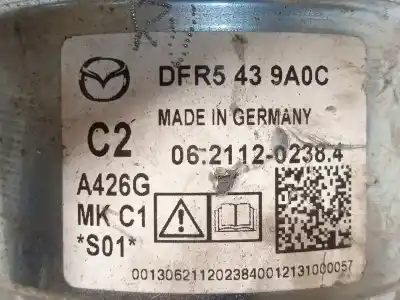 DFR5 43 9A0C
MADE IN GERMANY
C2
06.2112-0238.4
A426G
MK C1
*S01*
0013062112023840012131000057